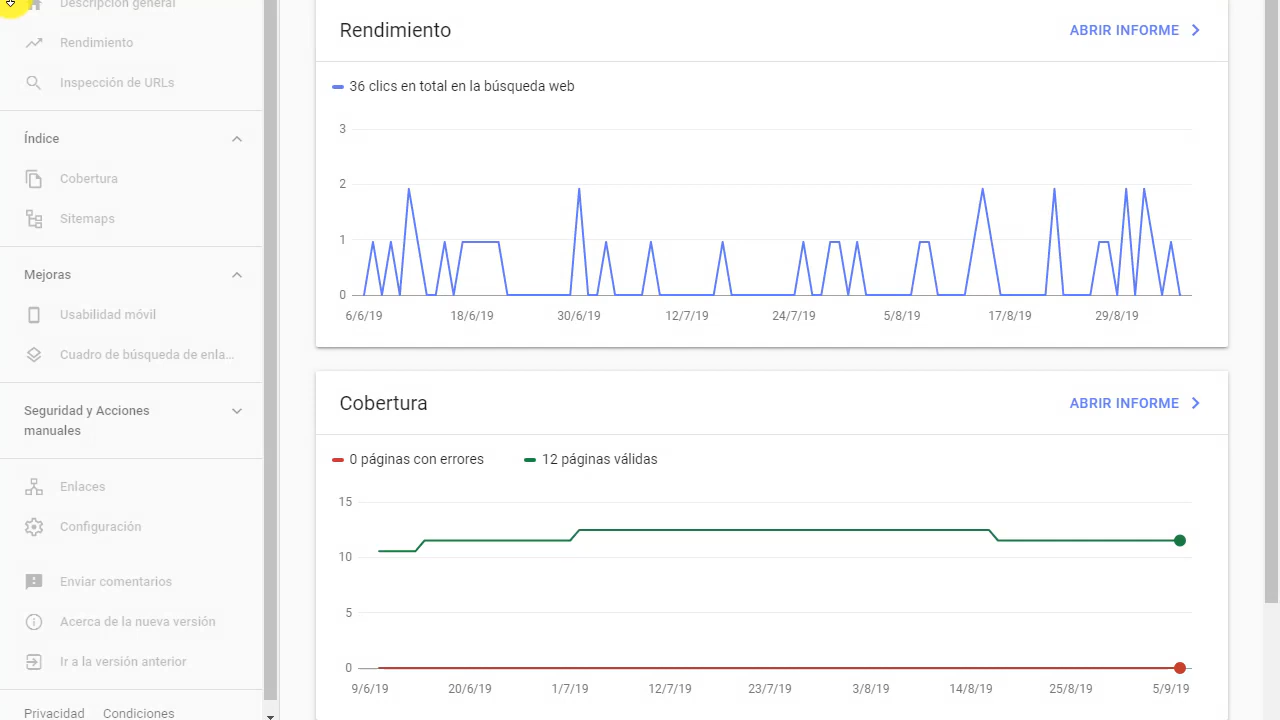 Descripción general
Rendimiento
Inspección de URLs
Índice
Cobertura
Sitemaps
Mejoras
Usabilidad móvil
Cuadro de búsqueda de enla...
Seguridad y Acciones
manuales
Enlaces
Configuración
Enviar comentarios
Acerca de la nueva versión
Ir a la versión anterior
Privacidad Condiciones
Rendimiento ABRIR INFORME
36 clics en total en la búsqueda web
3
2
1
0
6/6/19 18/6/19 30/6/19 12/7/19 24/7/19 5/8/19 17/8/19 29/8/19
Cobertura ABRIR INFORME
0 páginas con errores 12 páginas válidas
15
10
5
0
9/6/19 20/6/19 1/7/19 12/7/19 23/7/19 3/8/19 14/8/19 25/8/19 5/9/19